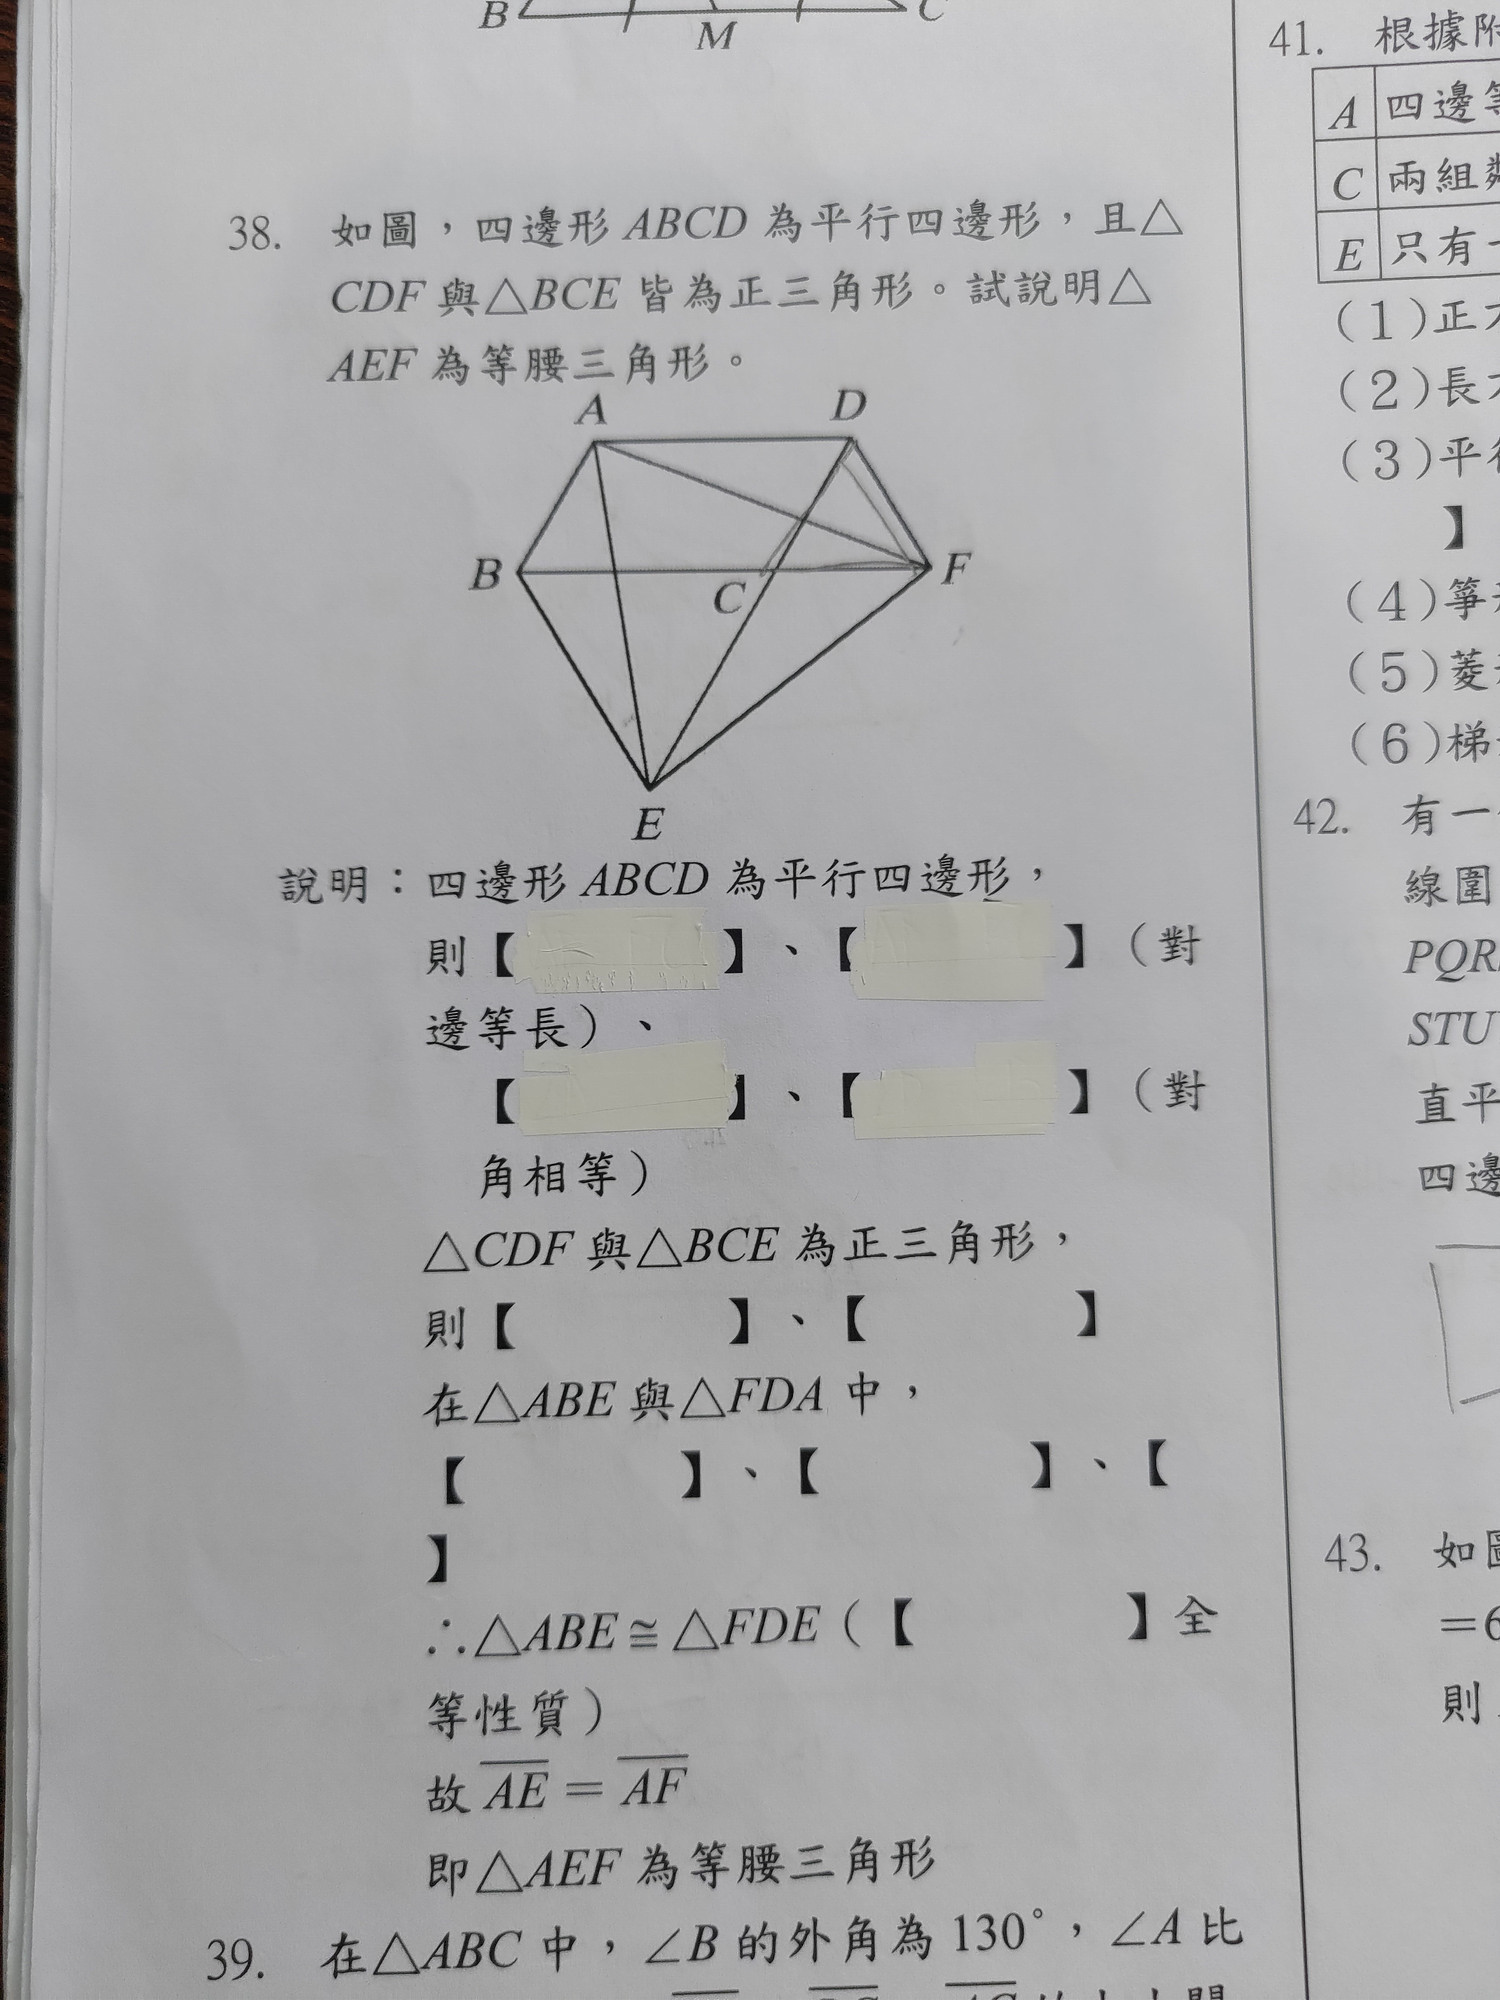 B M C
38. 如圖，四邊形 ABCD 為平行四邊形，且△
CDF 與△BCE 皆為正三角形。試說明△
AEF 為等腰三角形。
A D
B C F
E
說明：四邊形 ABCD 為平行四邊形，
則【 】、【 】（對
邊等長）、
【 】、【 】（對
角相等）
△CDF 與△BCE 為正三角形，
則【 】、【 】
在△ABE 與△FDA 中，
【 】、【 】、【
】
∴△ABE≅△FDE（【 】全
等性質）
故 AE = AF
即△AEF 為等腰三角形
39. 在△ABC 中，∠B 的外角為 130°，∠A 比
41. 根據附
A 四邊等
C 兩組
E 只有一
(1)正方
(2)長方
(3)平行
】
(4)箏形
(5)菱形
(6)梯
42. 有一
線圍
PQR
STU
直平
四邊
43. 如圖
=6
則